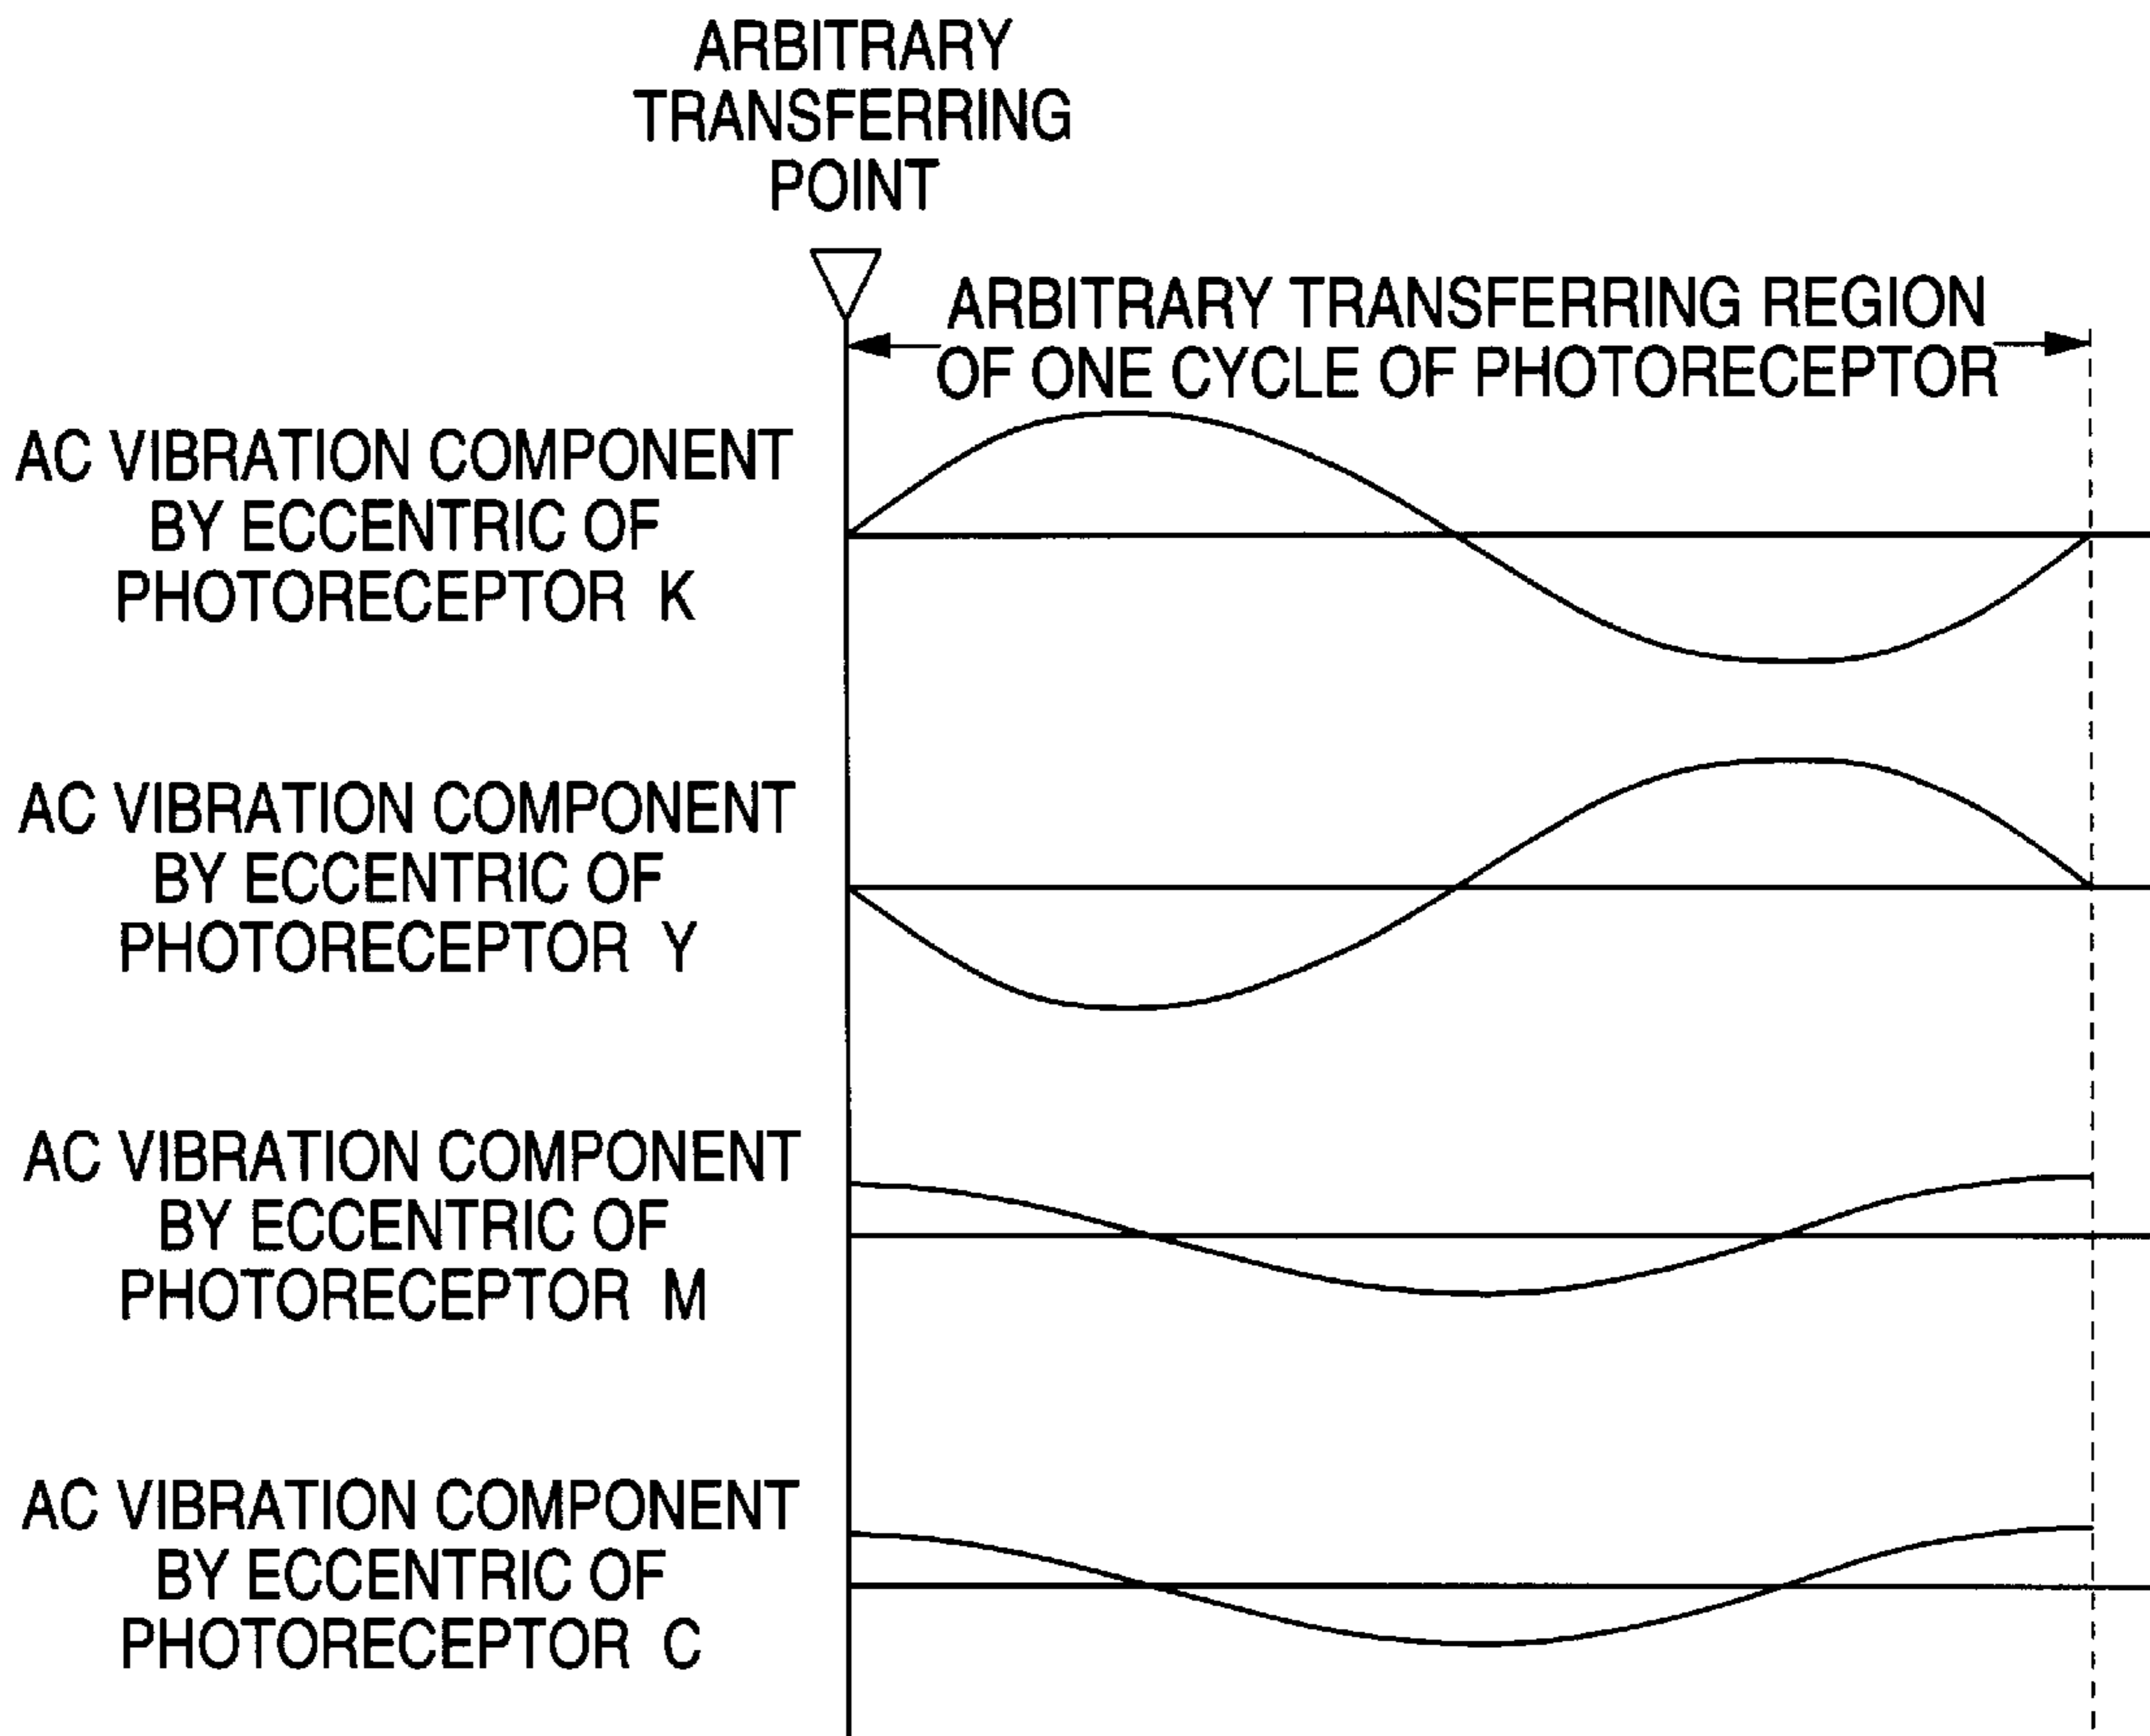 ARBITRARY
TRANSFERRING
POINT
ARBITRARY TRANSFERRING REGION
OF ONE CYCLE OF PHOTORECEPTOR
AC VIBRATION COMPONENT
BY ECCENTRIC OF
PHOTORECEPTOR K
AC VIBRATION COMPONENT
BY ECCENTRIC OF
PHOTORECEPTOR Y
AC VIBRATION COMPONENT
BY ECCENTRIC OF
PHOTORECEPTOR M
AC VIBRATION COMPONENT
BY ECCENTRIC OF
PHOTORECEPTOR C